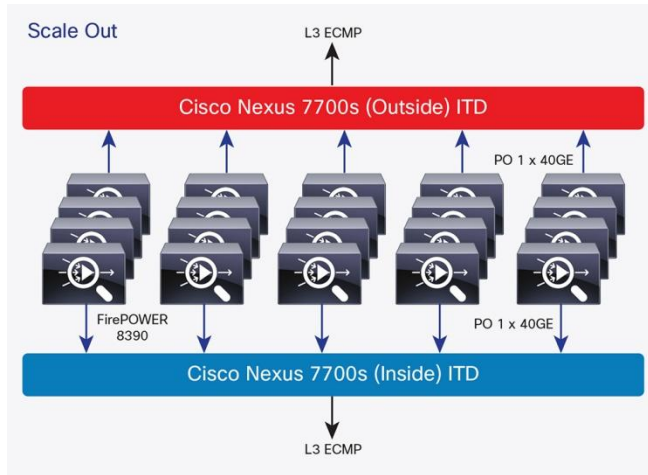 Scale Out
L3 ECMP
Cisco Nexus 7700s (Outside) ITD
PO 1 x 40GE
FirePOWER
8390
PO 1 x 40GE
Cisco Nexus 7700s (Inside) ITD
L3 ECMP